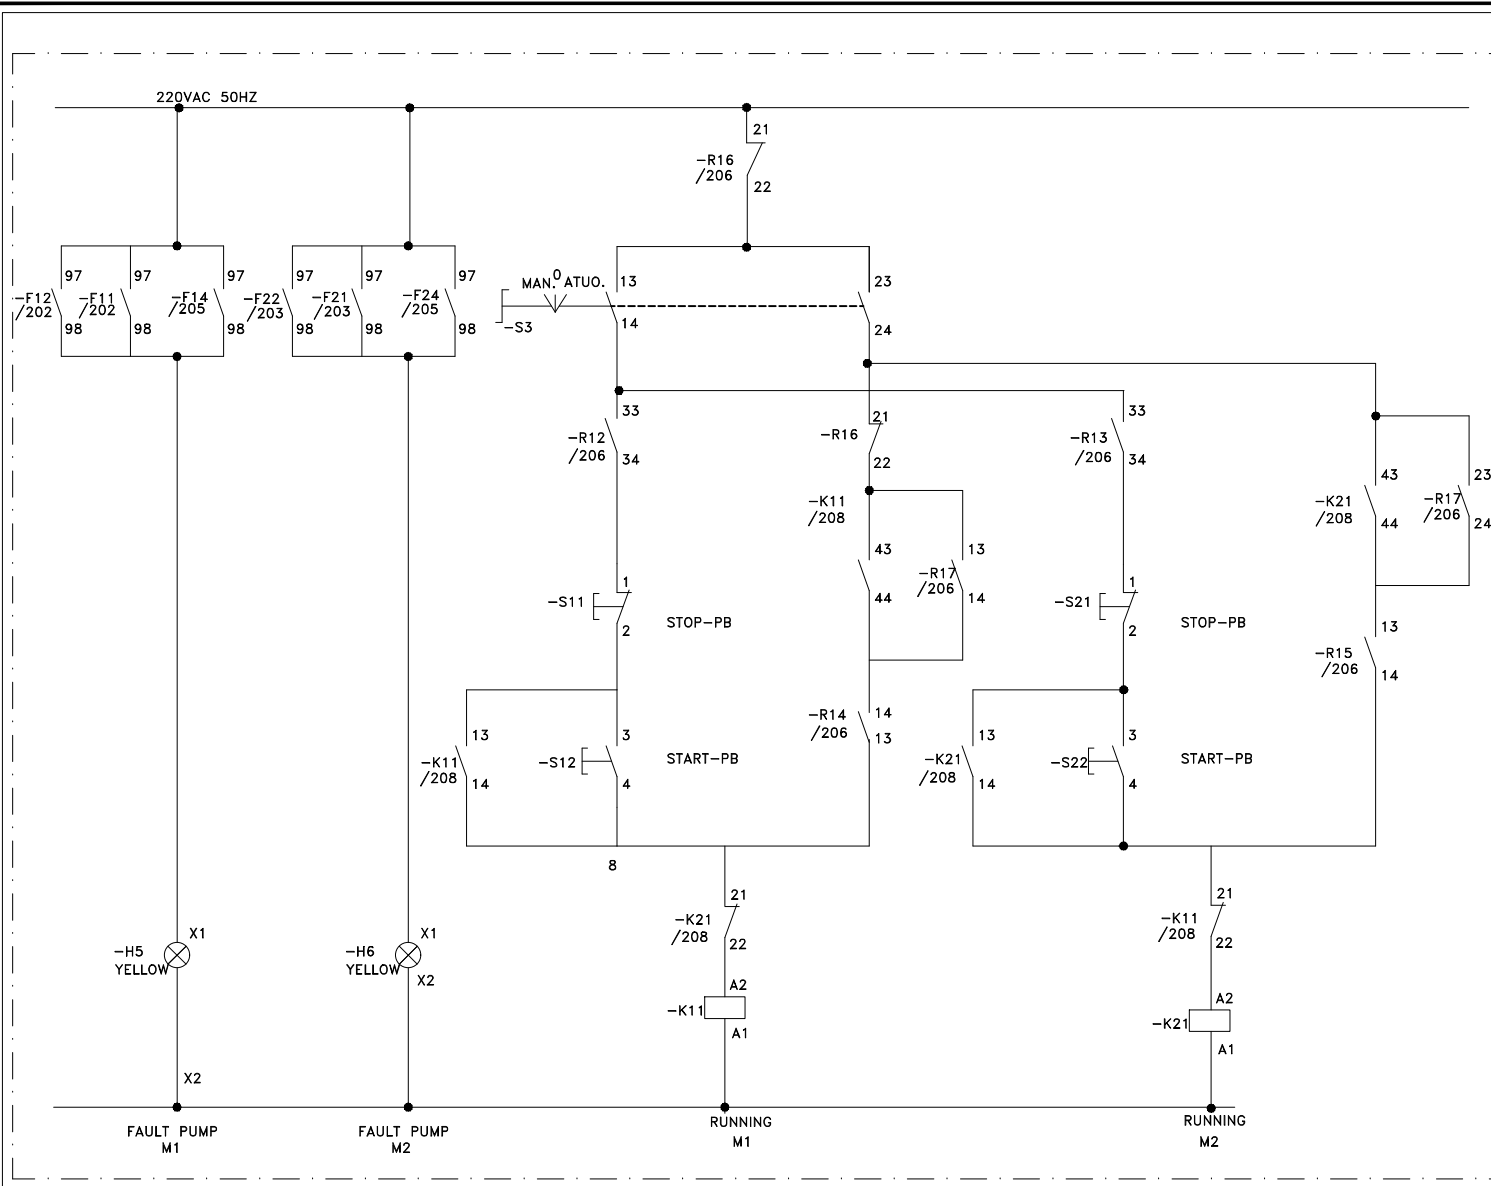 220VAC 50HZ
21
-R16
/206
22
97
-F12
/202
98
97
-F11
/202
98
97
-F14
/205
98
97
-F22
/203
98
97
-F21
/203
98
97
-F24
/205
98
MAN. 0 ATUO.
-S3
13
14
23
24
33
-R12
/206
34
21
-R16
22
33
-R13
/206
34
-K11
/208
43
44
13
-R17
/206
14
43
-K21
/208
44
23
-R17
/206
24
1
-S11
2
STOP-PB
1
-S21
2
STOP-PB
13
-R15
/206
14
13
-K11
/208
14
3
-S12
4
START-PB
-R14
/206
14
13
13
-K21
/208
14
3
-S22
4
START-PB
8
21
-K21
/208
22
21
-K11
/208
22
X1
-H5
YELLOW
X2
X1
-H6
YELLOW
X2
A2
-K11
A1
A2
-K21
A1
FAULT PUMP
M1
FAULT PUMP
M2
RUNNING
M1
RUNNING
M2